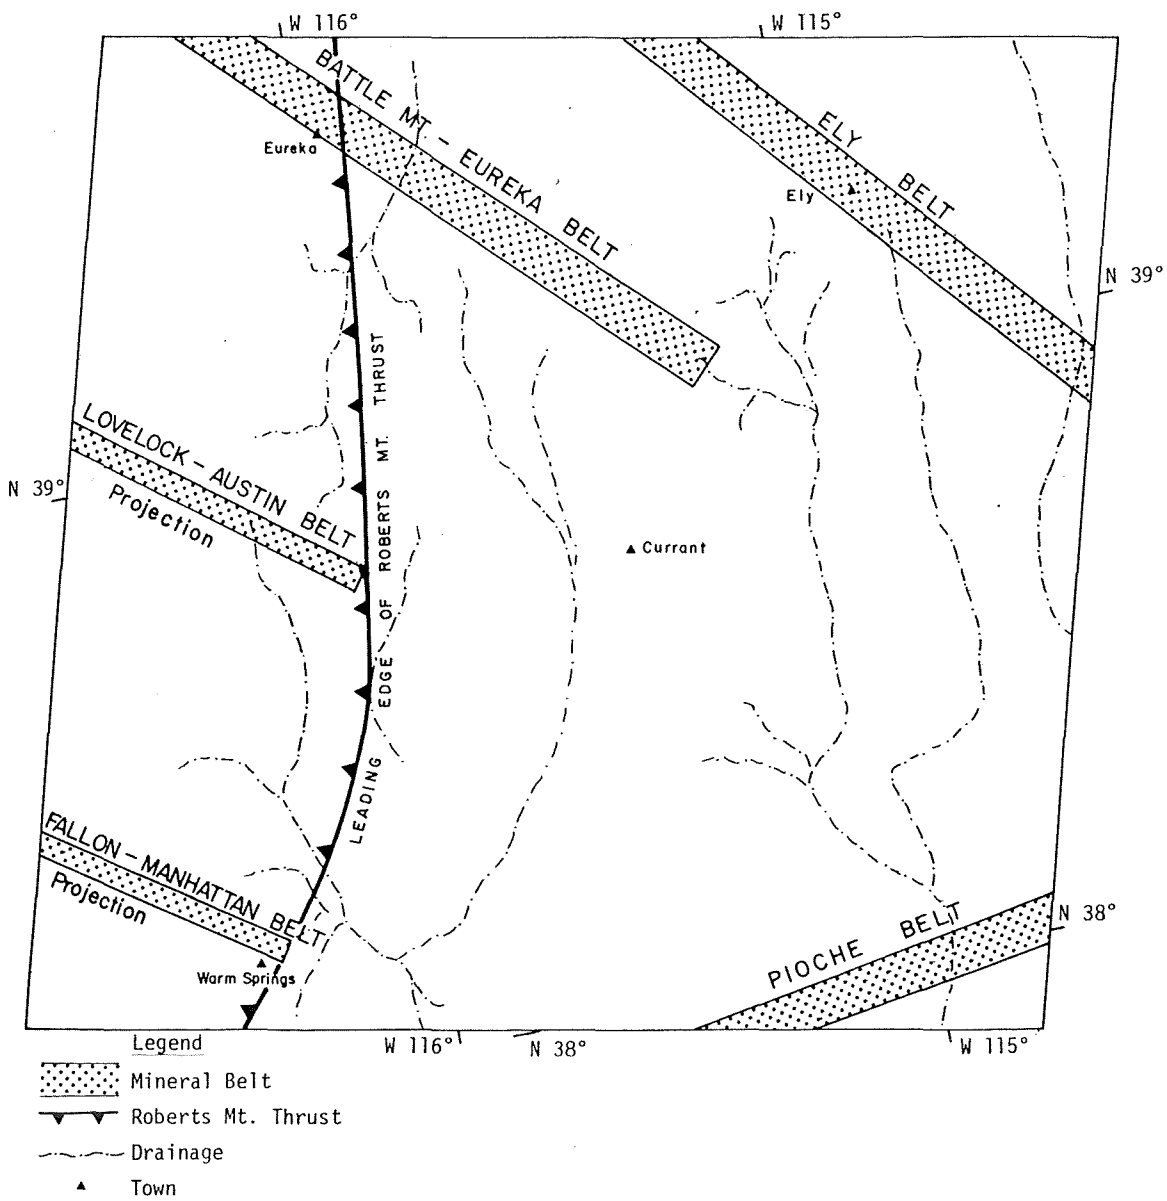 W 116°
W 115°
BATTLE MT - EUREKA BELT
ELY BELT
Eureka
Ely
N 39°
LEADING EDGE OF ROBERTS MT. THRUST
LOVELOCK - AUSTIN BELT
Projection
N 39°
Currant
FALLON - MANHATTAN BELT
Projection
Warm Springs
PIOCHE BELT
N 38°
W 116°
N 38°
W 115°
Legend
Mineral Belt
Roberts Mt. Thrust
Drainage
Town